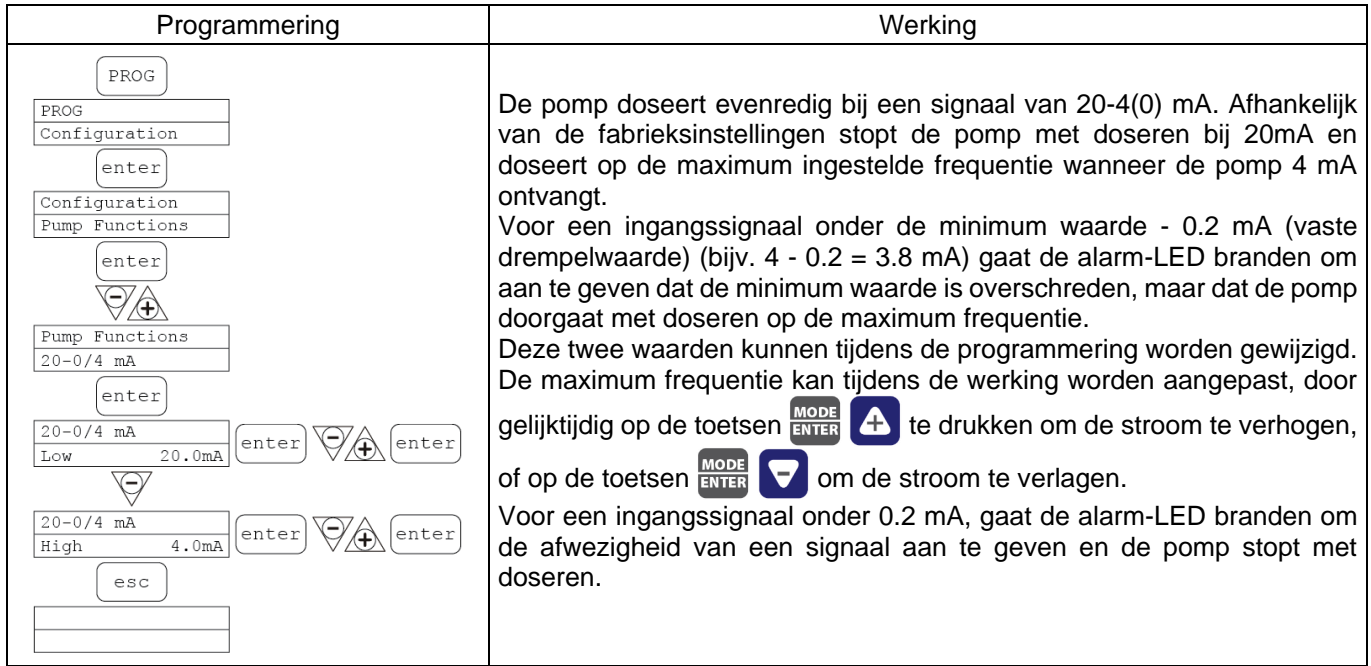 Programmering
Werking
PROG
PROG
Configuration
enter
Configuration
Pump Functions
enter
Pump Functions
20-0/4 mA
enter
20-0/4 mA
Low 20.0mA
enter
enter
20-0/4 mA
High 4.0mA
enter
enter
esc
De pomp doseert evenredig bij een signaal van 20-4(0) mA. Afhankelijk
van de fabrieksinstellingen stopt de pomp met doseren bij 20mA en
doseert op de maximum ingestelde frequentie wanneer de pomp 4 mA
ontvangt.
Voor een ingangssignaal onder de minimum waarde - 0.2 mA (vaste
drempelwaarde) (bijv. 4 - 0.2 = 3.8 mA) gaat de alarm-LED branden om
aan te geven dat de minimum waarde is overschreden, maar dat de pomp
doorgaat met doseren op de maximum frequentie.
Deze twee waarden kunnen tijdens de programmering worden gewijzigd.
De maximum frequentie kan tijdens de werking worden aangepast, door
gelijktijdig op de toetsen MODE ENTER + te drukken om de stroom te verhogen,
of op de toetsen MODE ENTER - om de stroom te verlagen.
Voor een ingangssignaal onder 0.2 mA, gaat de alarm-LED branden om
de afwezigheid van een signaal aan te geven en de pomp stopt met
doseren.